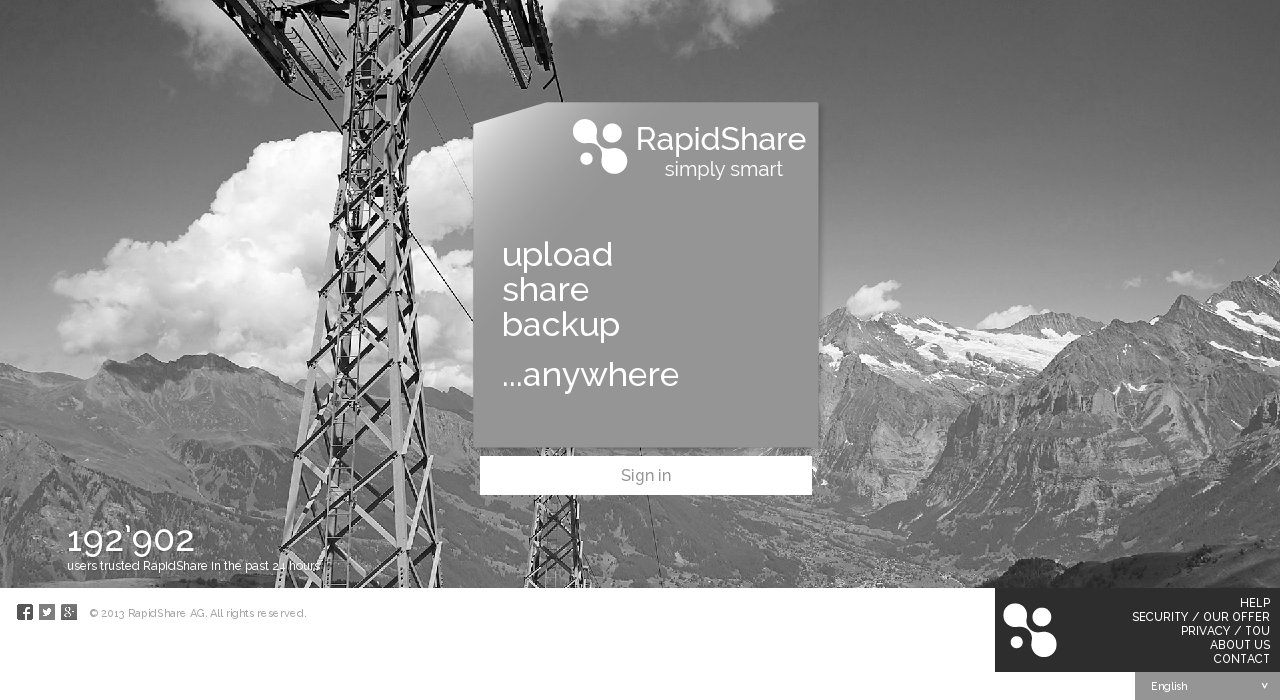 RapidShare
simply smart
upload
share
backup
...anywhere
Sign in
192'902
users trusted RapidShare in the past 24 hours
© 2013 RapidShare AG. All rights reserved.
HELP
SECURITY / OUR OFFER
PRIVACY / TOU
ABOUT US
CONTACT
English